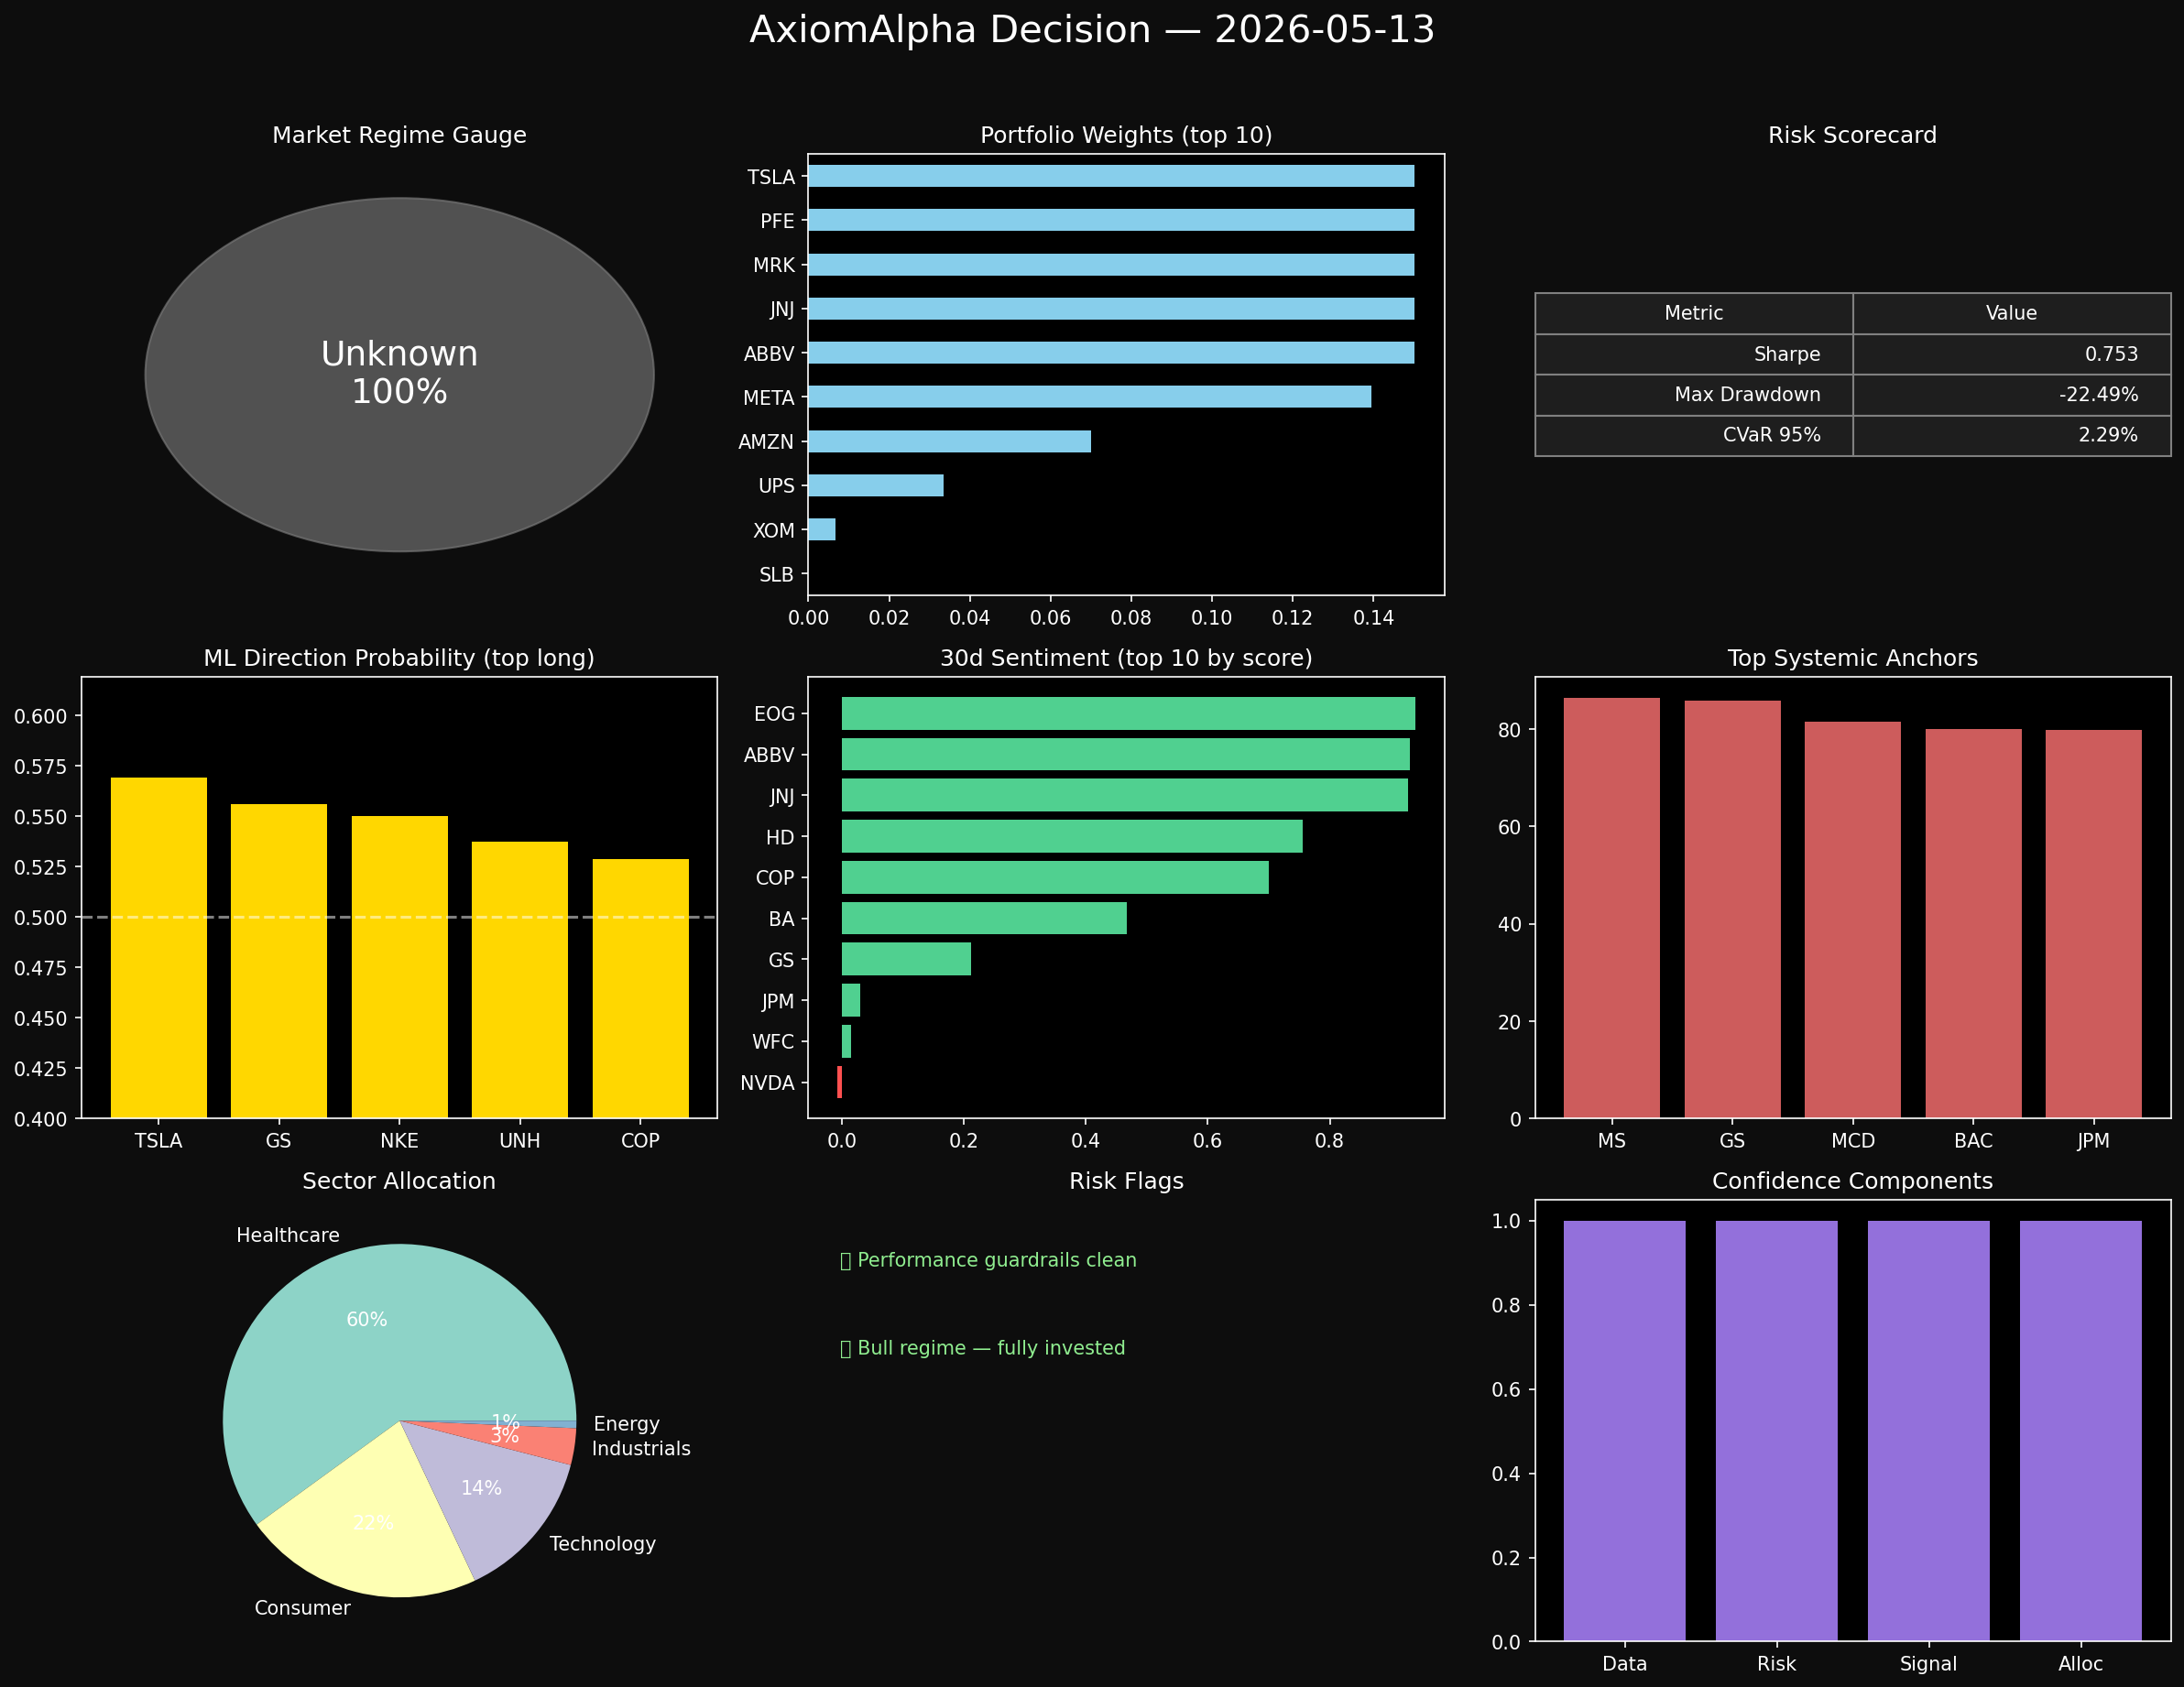 AxiomAlpha Decision — 2026-05-13
Market Regime Gauge
Unknown
100%
Portfolio Weights (top 10)
TSLA
PFE
MRK
JNJ
ABBV
META
AMZN
UPS
XOM
SLB
0.00 0.02 0.04 0.06 0.08 0.10 0.12 0.14
Risk Scorecard
Metric Value
Sharpe 0.753
Max Drawdown -22.49%
CVaR 95% 2.29%
ML Direction Probability (top long)
0.600
0.575
0.550
0.525
0.500
0.475
0.450
0.425
0.400
TSLA GS NKE UNH COP
30d Sentiment (top 10 by score)
EOG
ABBV
JNJ
HD
COP
BA
GS
JPM
WFC
NVDA
0.0 0.2 0.4 0.6 0.8
Top Systemic Anchors
80
60
40
20
0
MS GS MCD BAC JPM
Sector Allocation
Healthcare
60%
1%
Energy
3%
Industrials
14%
22%
Technology
Consumer
Risk Flags
Performance guardrails clean
Bull regime — fully invested
Confidence Components
1.0
0.8
0.6
0.4
0.2
0.0
Data Risk Signal Alloc